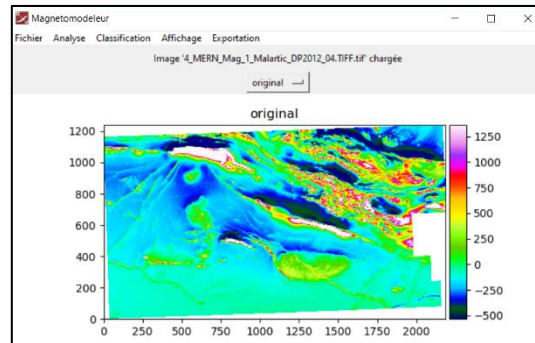 Magnetomodeleur
Fichier Analyse Classification Affichage Exportation
Image '4_MERN_Mag_1_Malartic_DP2012_04.TIFF.tif' chargée
original
original
1200
1000
800
600
400
200
0
0 250 500 750 1000 1250 1500 1750 2000
1250
1000
750
500
250
0
−250
−500